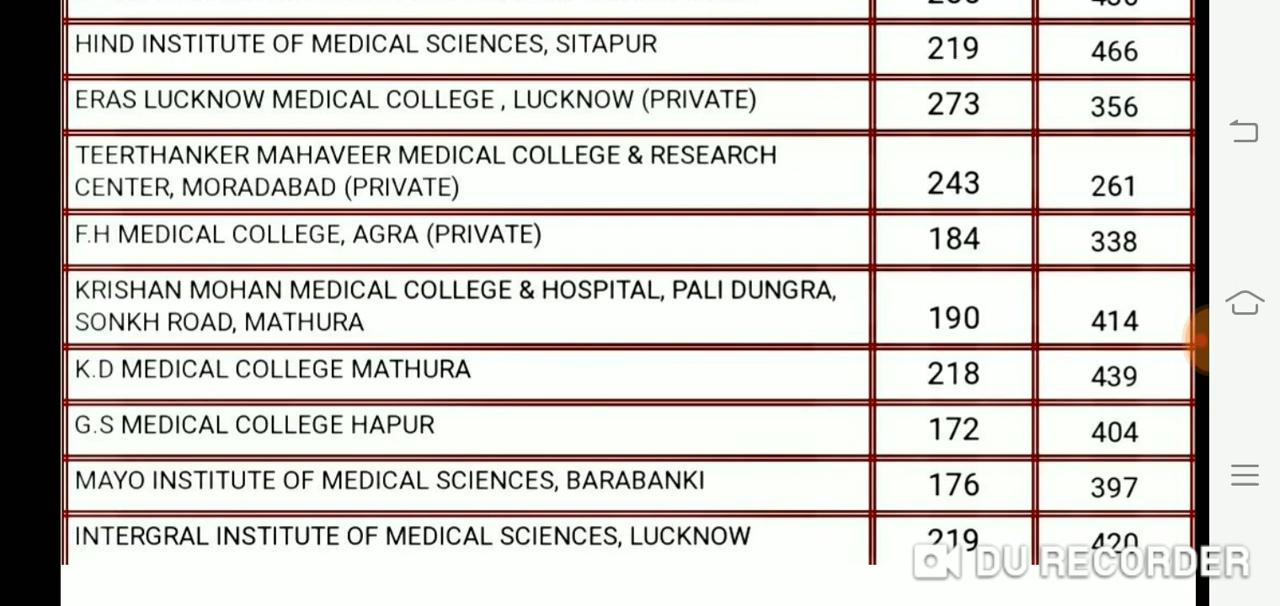 HIND INSTITUTE OF MEDICAL SCIENCES, SITAPUR 219 466
ERAS LUCKNOW MEDICAL COLLEGE , LUCKNOW (PRIVATE) 273 356
TEERTHANKER MAHAVEER MEDICAL COLLEGE & RESEARCH
CENTER, MORADABAD (PRIVATE) 243 261
F.H MEDICAL COLLEGE, AGRA (PRIVATE) 184 338
KRISHAN MOHAN MEDICAL COLLEGE & HOSPITAL, PALI DUNGRA,
SONKH ROAD, MATHURA 190 414
K.D MEDICAL COLLEGE MATHURA 218 439
G.S MEDICAL COLLEGE HAPUR 172 404
MAYO INSTITUTE OF MEDICAL SCIENCES, BARABANKI 176 397
INTERGRAL INSTITUTE OF MEDICAL SCIENCES, LUCKNOW 219 420
DU RECORDER